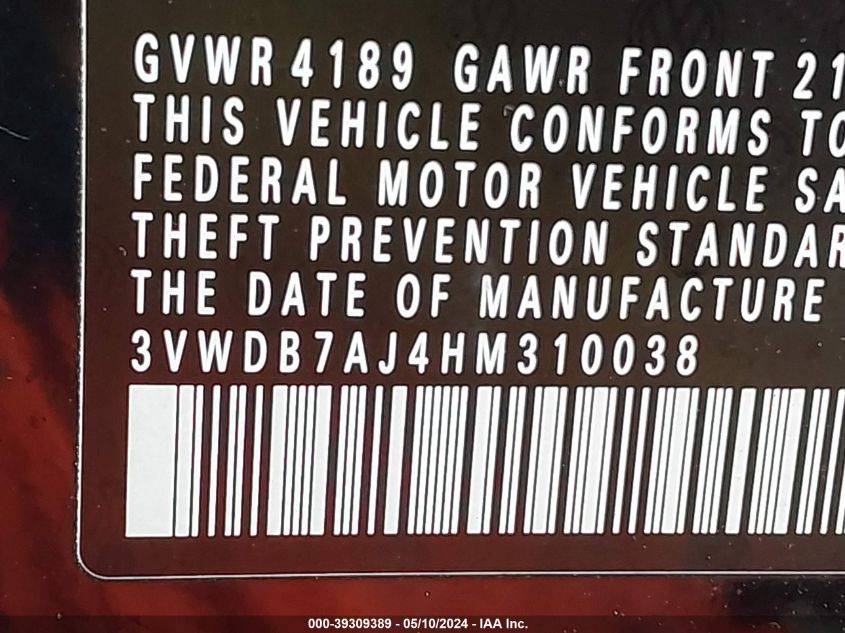 GVWR 4189 GAWR FRONT 21
THIS VEHICLE CONFORMS TO
FEDERAL MOTOR VEHICLE SA
THEFT PREVENTION STANDAR
THE DATE OF MANUFACTURE
3VWDB7AJ4HM310038
000-39309389 - 05/10/2024 - IAA Inc.